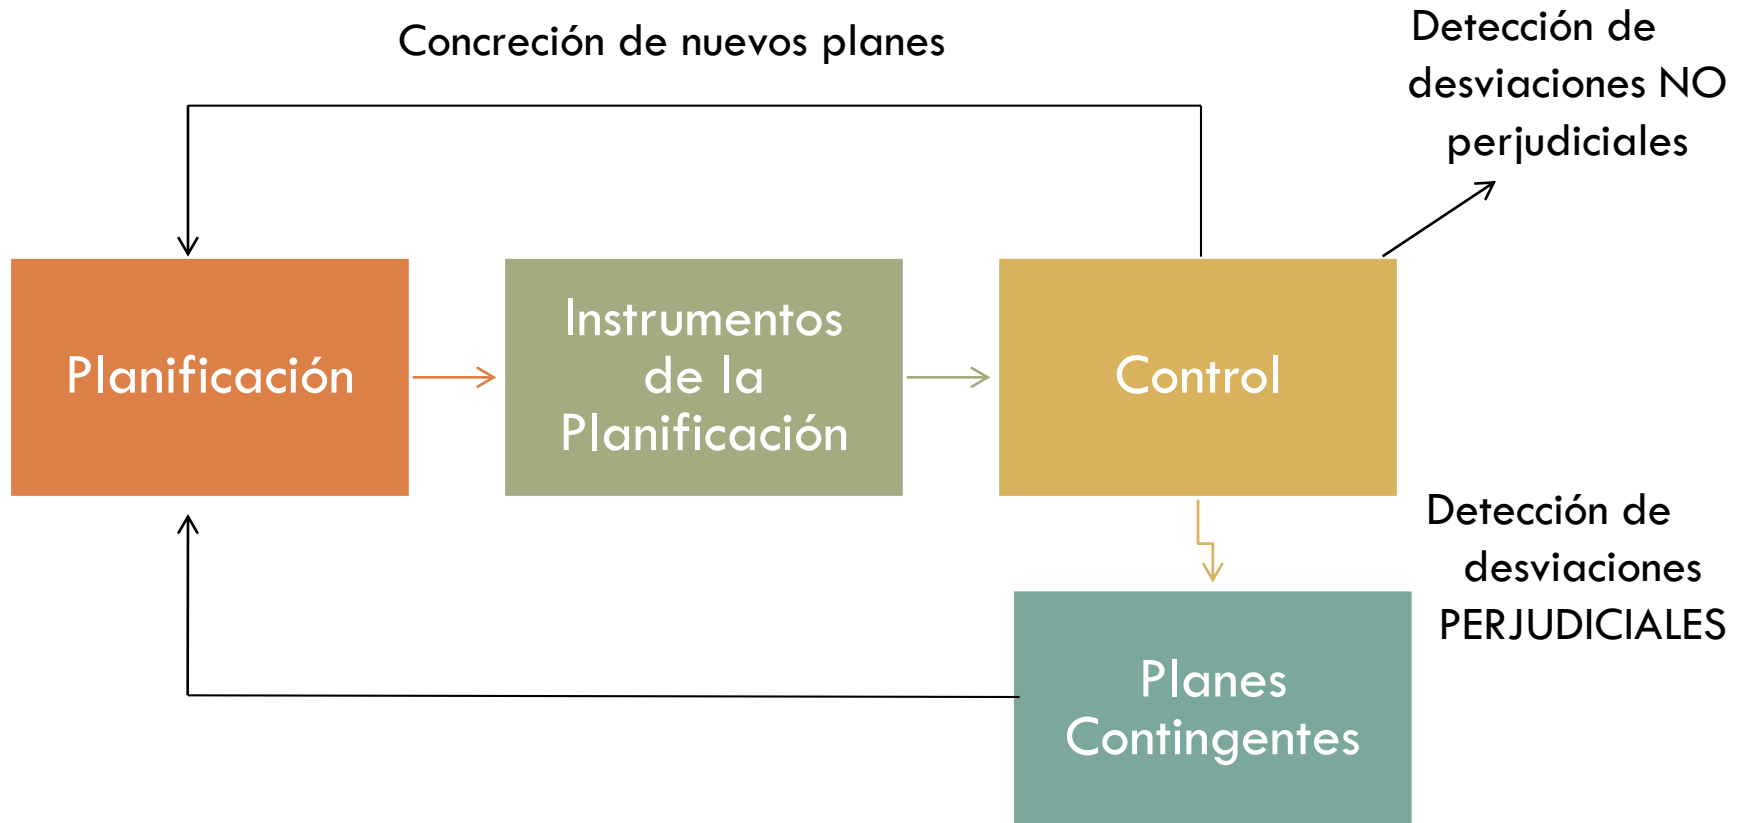 Concreción de nuevos planes
Detección de
desviaciones NO
perjudiciales
Planificación
Instrumentos
de la
Planificación
Control
Detección de
desviaciones
PERJUDICIALES
Planes
Contingentes